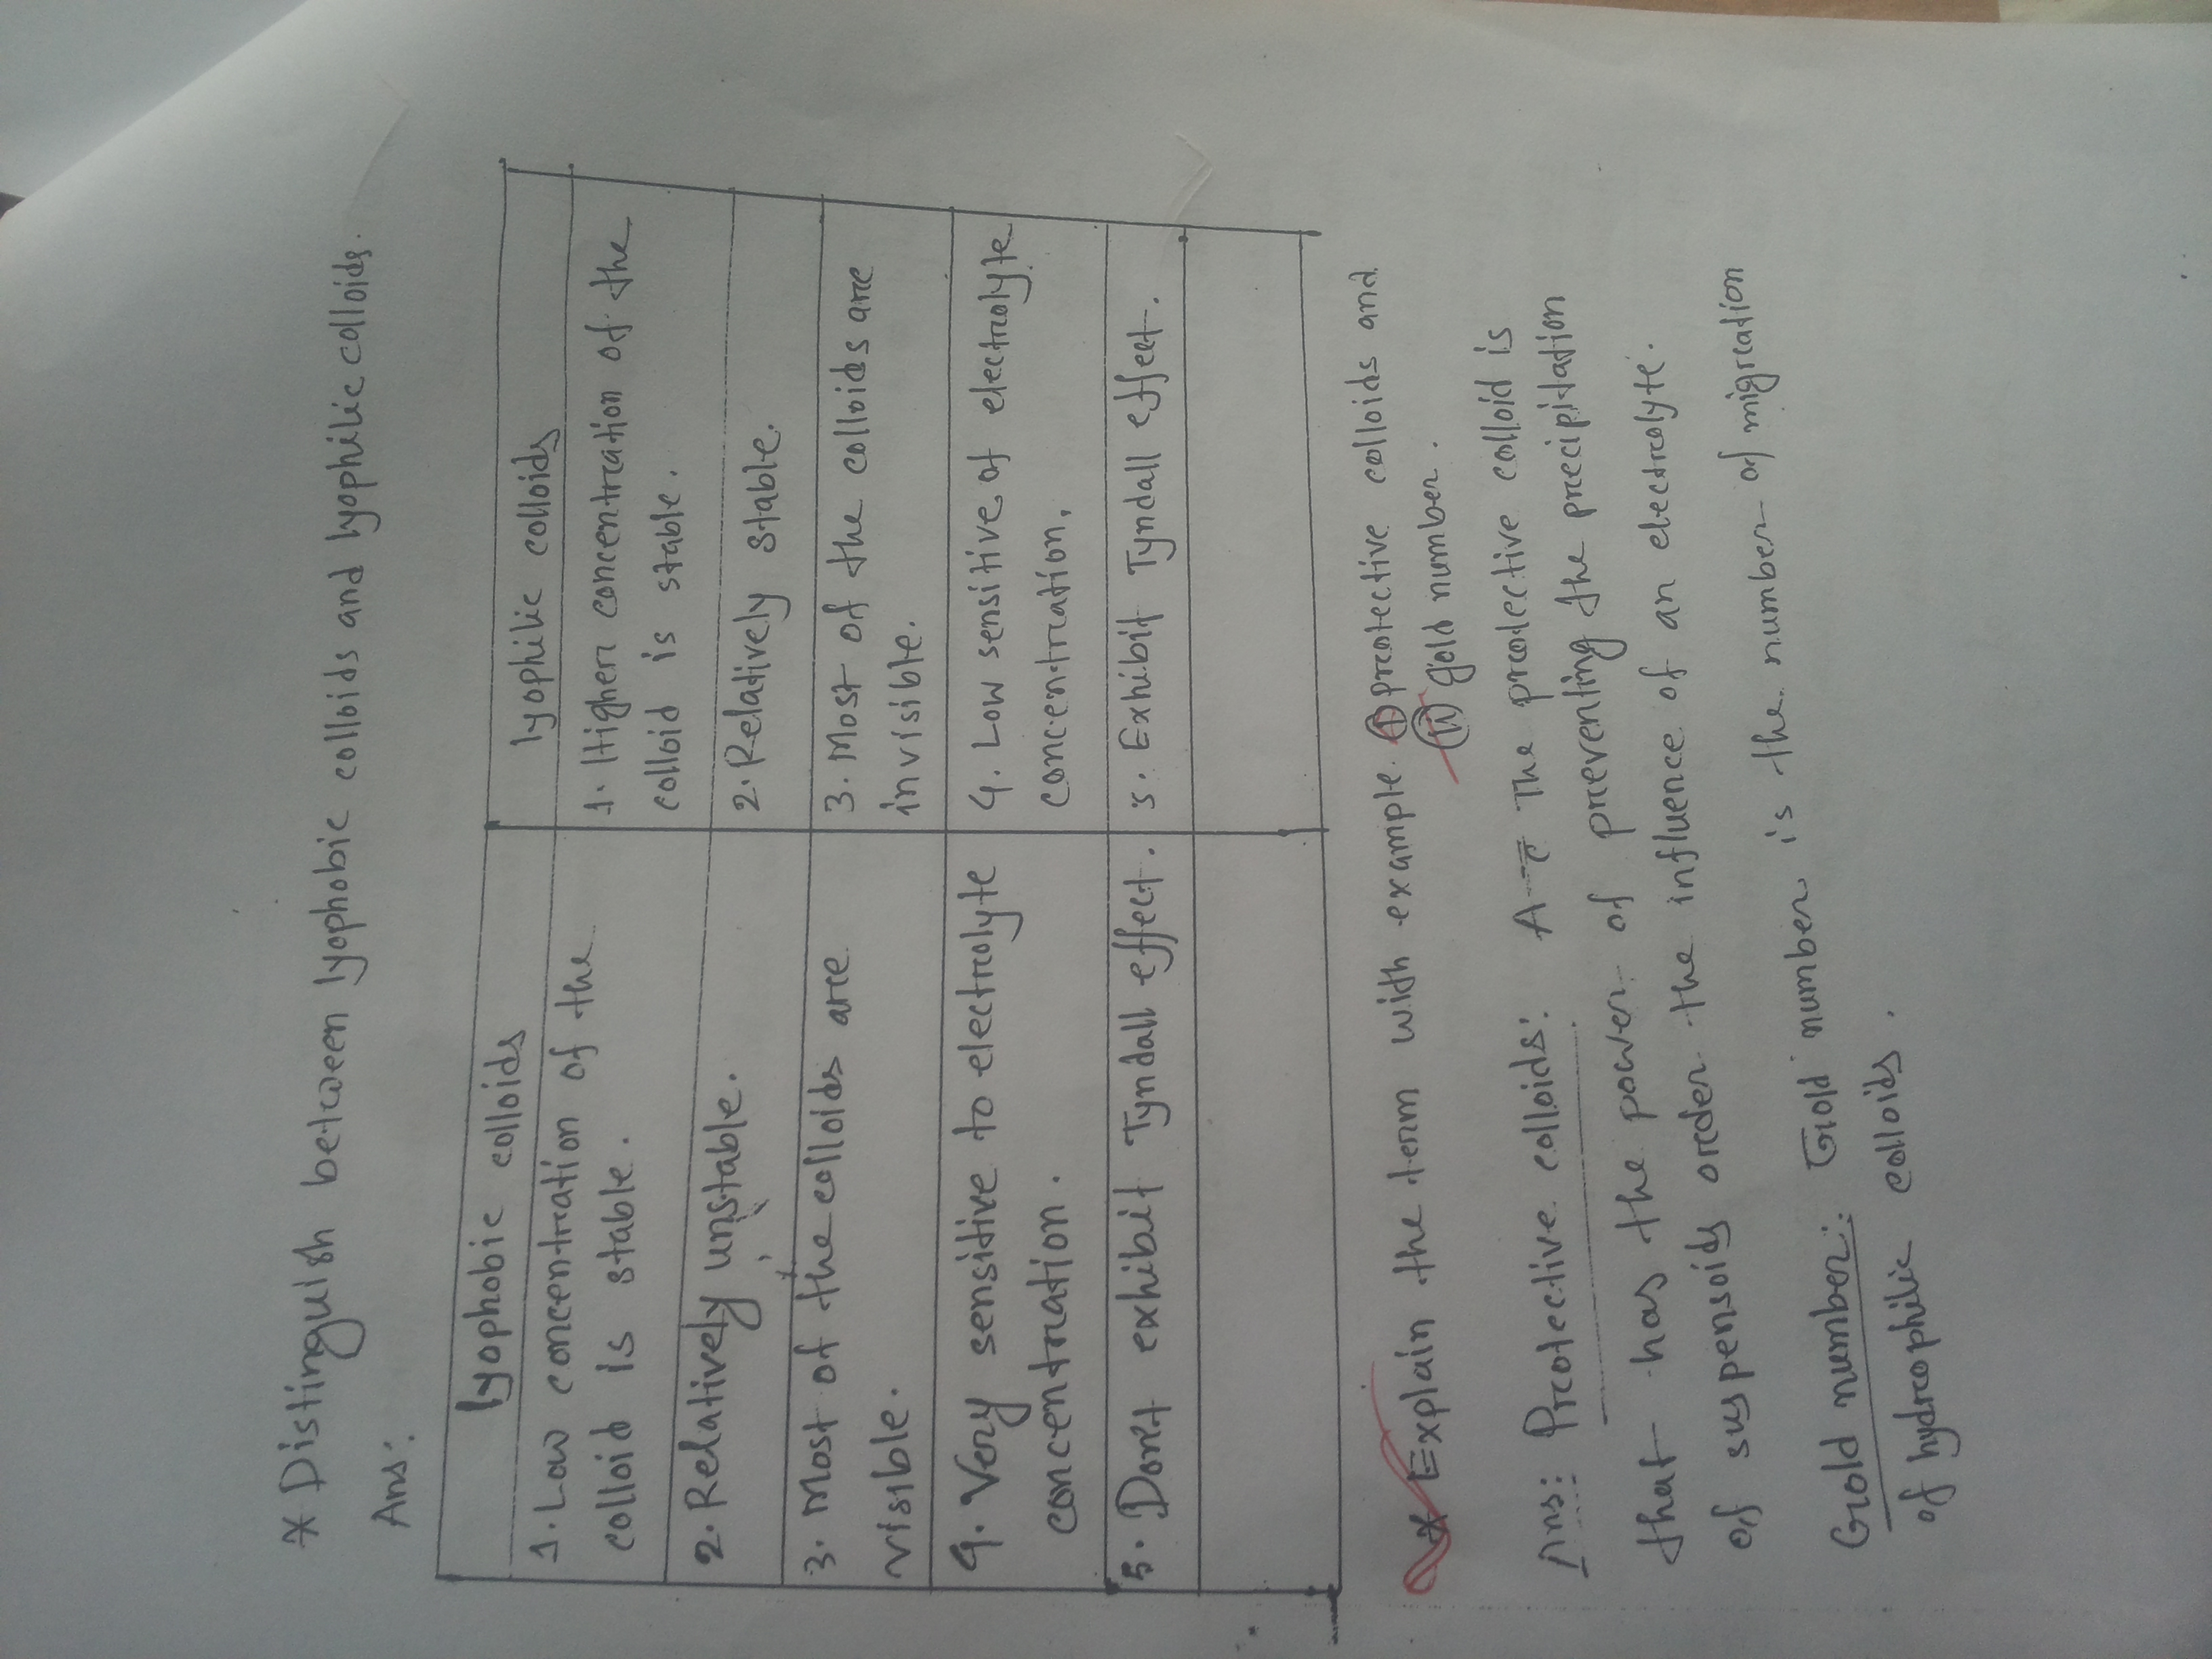 * Distinguish between lyophobic colloids and lyophilic colloids.
Ans:
lyophobic colloids
lyophilic colloids
1. Low concentration of the
colloid is stable.
1. Higher concentration of the
colloid is stable.
2. Relatively unstable.
2. Relatively stable.
3. Most of the colloids are
visible.
3. Most of the colloids are
invisible.
4. Very sensitive to electrolyte
concentration.
4. Low sensitive of electrolyte
concentration.
5. Don't exhibit Tyndall effect.
5. Exhibit Tyndall effect.
* Explain the term with example. (I) protective colloids and
(II) gold number.
Ans: Protective colloids: A The protective colloid is
that has the power of preventing the precipitation
of suspensoids order the influence of an electrolyte.
Gold number: Gold number is the number of migration
of hydrophilic colloids.